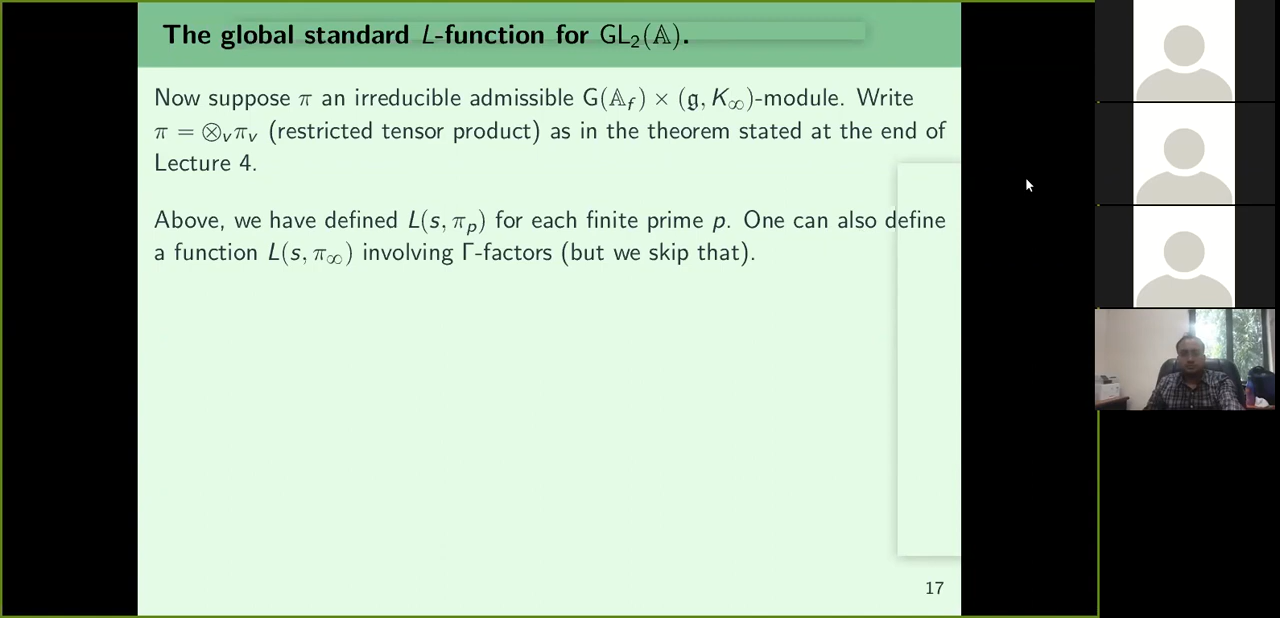 The global standard L-function for GL₂(𝔸).
Now suppose π an irreducible admissible G(𝔸_f) × (𝔤, K_∞)-module. Write
π = ⊗_vπ_v (restricted tensor product) as in the theorem stated at the end of
Lecture 4.
Above, we have defined L(s, π_p) for each finite prime p. One can also define
a function L(s, π_∞) involving Γ-factors (but we skip that).
17